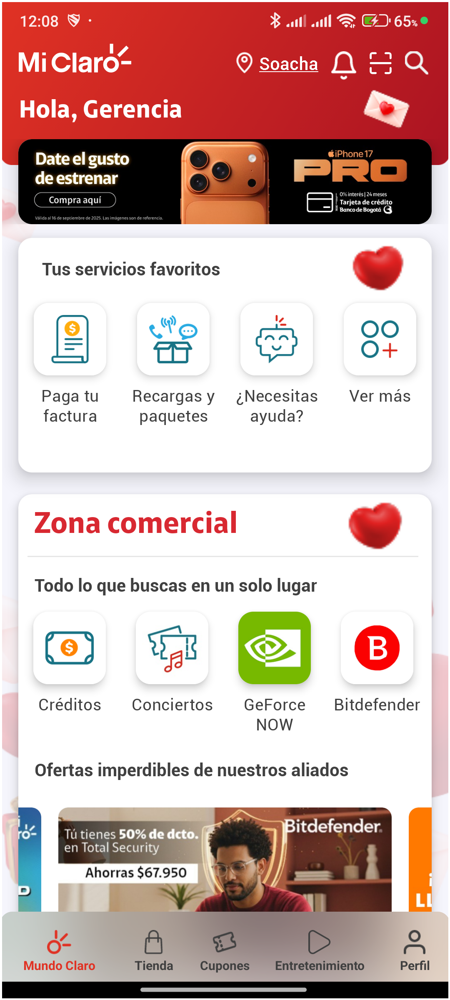 12:08
65%
Mi Claro
Soacha
Hola, Gerencia
Date el gusto
de estrenar
Compra aquí
Válida al 16 de septiembre de 2025. Las imágenes son de referencia.
iPhone 17
PRO
0% interés | 24 meses
Tarjeta de crédito
Banco de Bogotá
Tus servicios favoritos
Paga tu
factura
Recargas y
paquetes
¿Necesitas
ayuda?
Ver más
Zona comercial
Todo lo que buscas en un solo lugar
B
Créditos
Conciertos
GeForce
NOW
Bitdefender
Ofertas imperdibles de nuestros aliados
Tú tienes 50% de dcto.
en Total Security
Ahorras $67.950
Bitdefender
Mundo Claro
Tienda
Cupones
Entretenimiento
Perfil